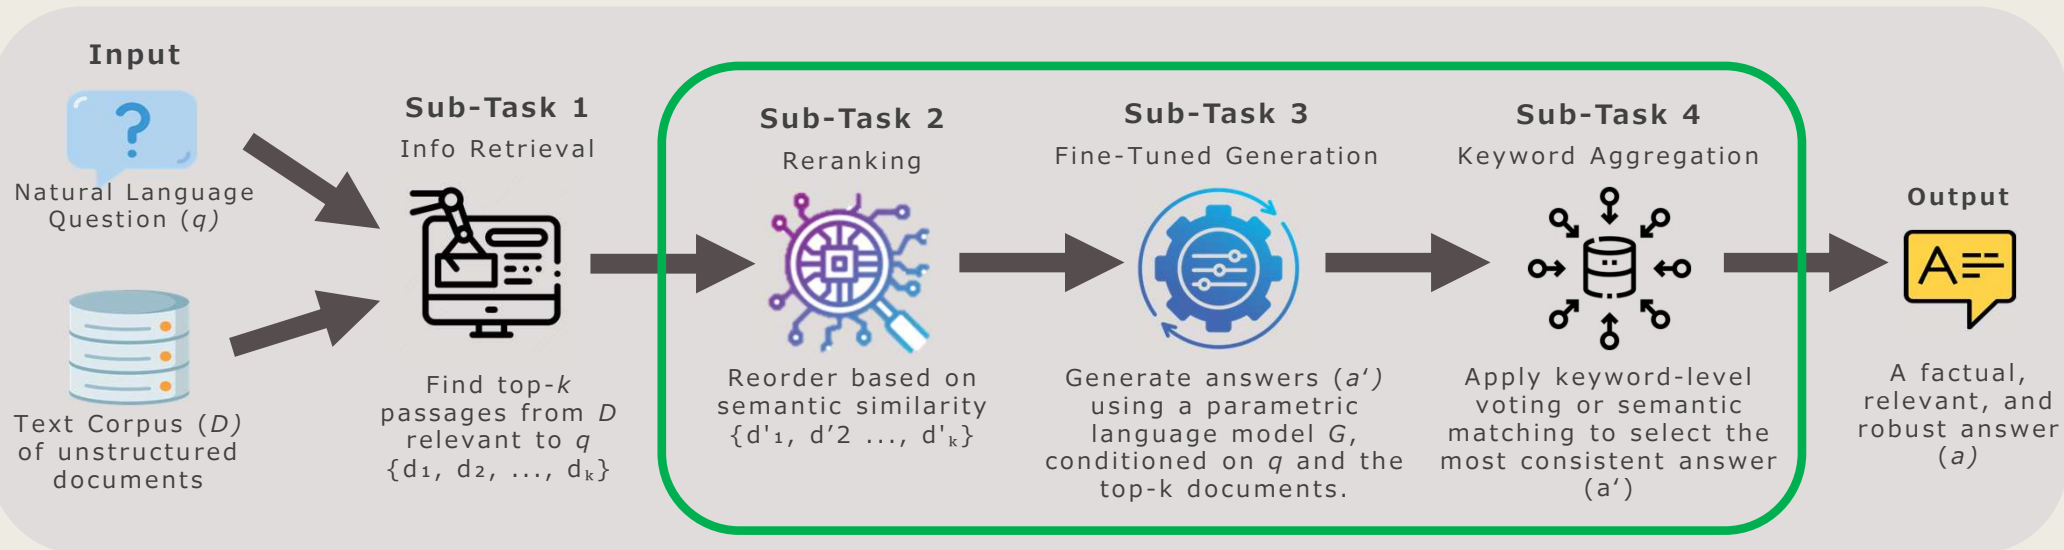 Input
?
Natural Language
Question (q)
Text Corpus (D)
of unstructured
documents
Sub-Task 1
Info Retrieval
Find top-k
passages from D
relevant to q
{d₁, d₂, ..., dₖ}
Sub-Task 2
Reranking
Reorder based on
semantic similarity
{d'₁, d’2 ..., d'ₖ}
Sub-Task 3
Fine-Tuned Generation
Generate answers (a‘)
using a parametric
language model G,
conditioned on q and the
top-k documents.
Sub-Task 4
Keyword Aggregation
Apply keyword-level
voting or semantic
matching to select the
most consistent answer
(a‘)
Output
A
A factual,
relevant, and
robust answer
(a)